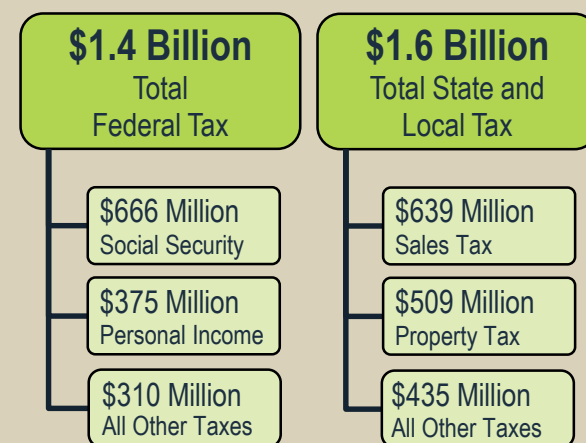 $1.4 Billion
Total
Federal Tax
$666 Million
Social Security
$375 Million
Personal Income
$310 Million
All Other Taxes
$1.6 Billion
Total State and
Local Tax
$639 Million
Sales Tax
$509 Million
Property Tax
$435 Million
All Other Taxes